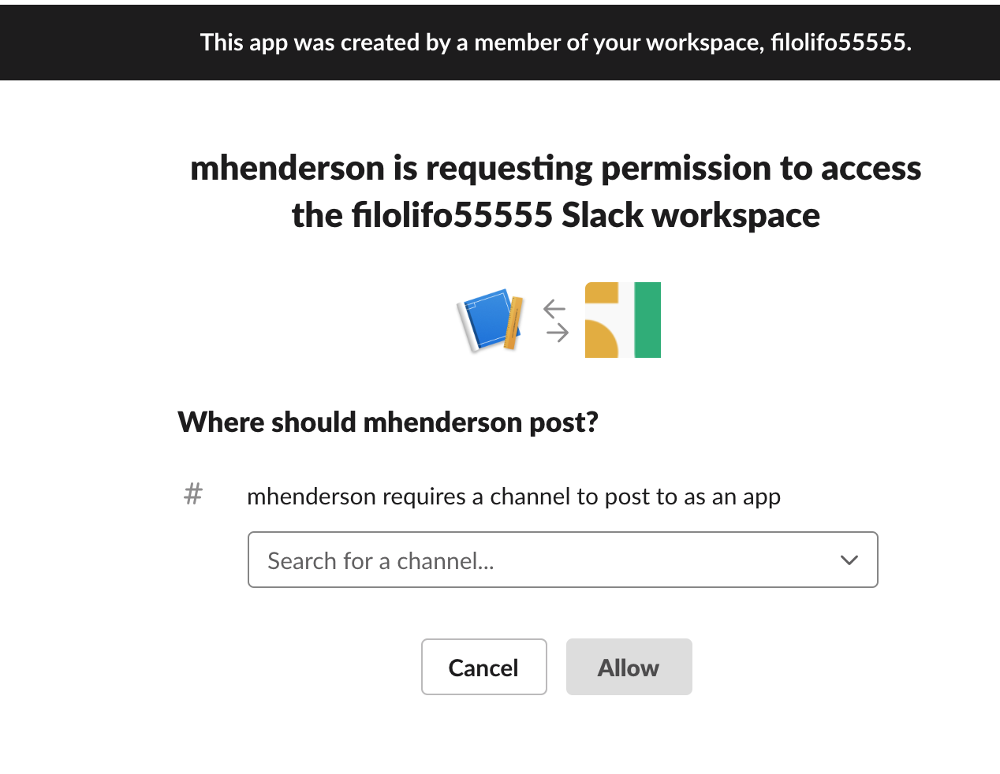 This app was created by a member of your workspace, filolifo55555.
mhenderson is requesting permission to access
the filolifo55555 Slack workspace
Where should mhenderson post?
# mhenderson requires a channel to post to as an app
Search for a channel...
Cancel Allow